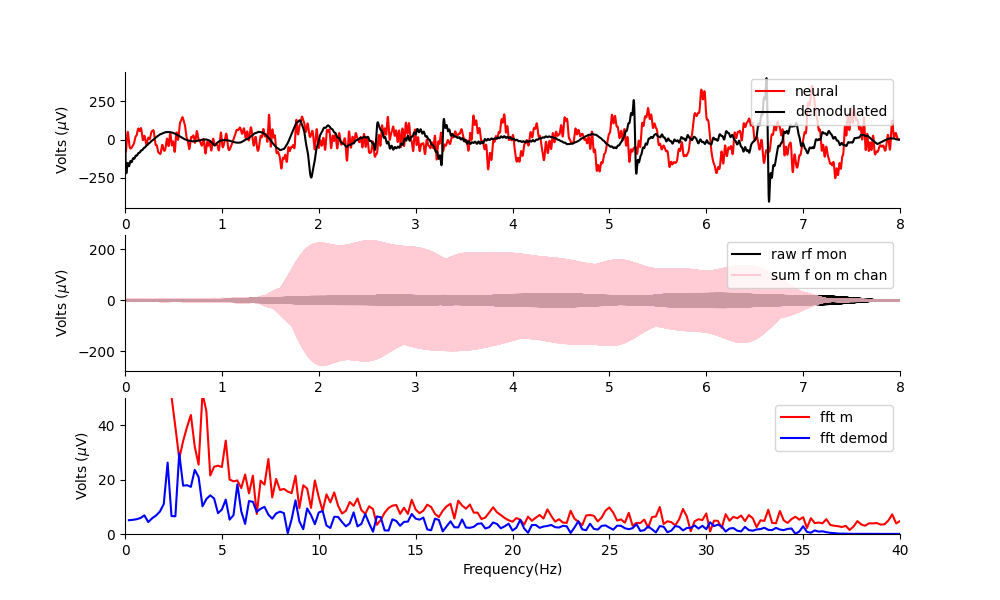 Volts (μV)
250
0
−250
neural
demodulated
0 1 2 3 4 5 6 7 8
Volts (μV)
200
0
−200
raw rf mon
sum f on m chan
0 1 2 3 4 5 6 7 8
Volts (μV)
40
20
0
fft m
fft demod
0 5 10 15 20 25 30 35 40
Frequency(Hz)